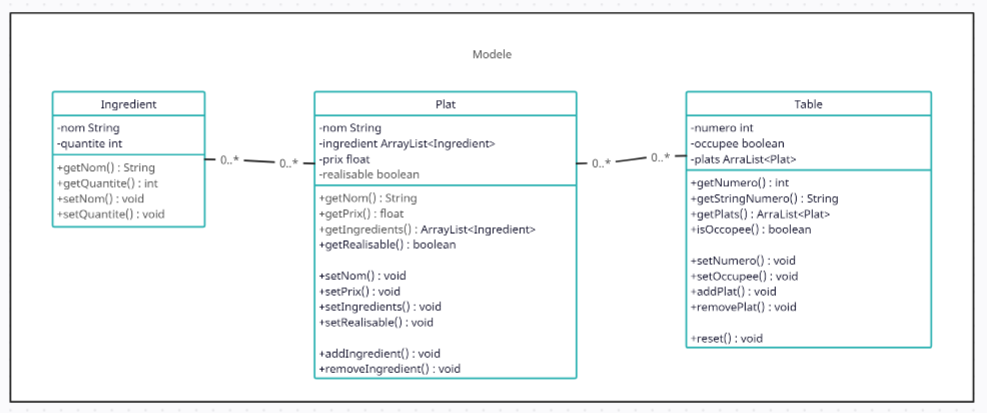 Modele
Ingredient
-nom String
-quantite int
+getNom() : String
+getQuantite() : int
+setNom() : void
+setQuantite() : void
0..*
0..*
Plat
-nom String
-ingredient ArrayList<Ingredient>
-prix float
-realisable boolean
+getNom() : String
+getPrix() : float
+getIngredients() : ArrayList<Ingredient>
+getRealisable() : boolean
+setNom() : void
+setPrix() : void
+setIngredients() : void
+setRealisable() : void
+addIngredient() : void
+removeIngredient() : void
0..*
0..*
Table
-numero int
-occupee boolean
-plats ArraList<Plat>
+getNumero() : int
+getStringNumero() : String
+getPlats() : ArraList<Plat>
+isOccopee() : boolean
+setNumero() : void
+setOccupee() : void
+addPlat() : void
+removePlat() : void
+reset() : void